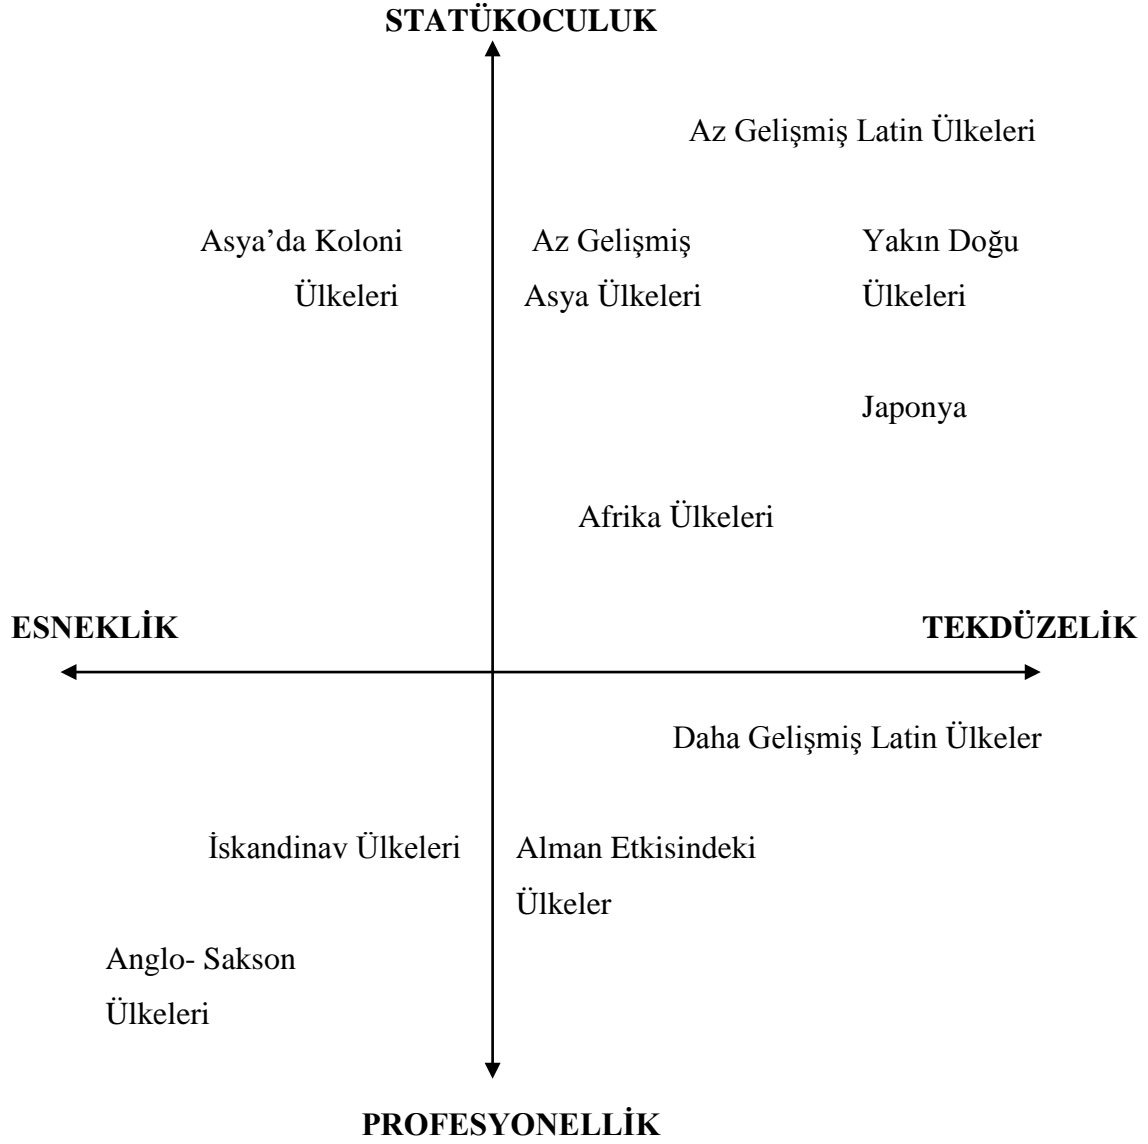 STATÜKOCULUK
Az Gelişmiş Latin Ülkeleri
Asya’da Koloni
Ülkeleri
Az Gelişmiş
Asya Ülkeleri
Yakın Doğu
Ülkeleri
Japonya
Afrika Ülkeleri
ESNEKLİK
TEKDÜZELİK
Daha Gelişmiş Latin Ülkeler
İskandinav Ülkeleri
Alman Etkisindeki
Ülkeler
Anglo- Sakson
Ülkeleri
PROFESYONELLİK